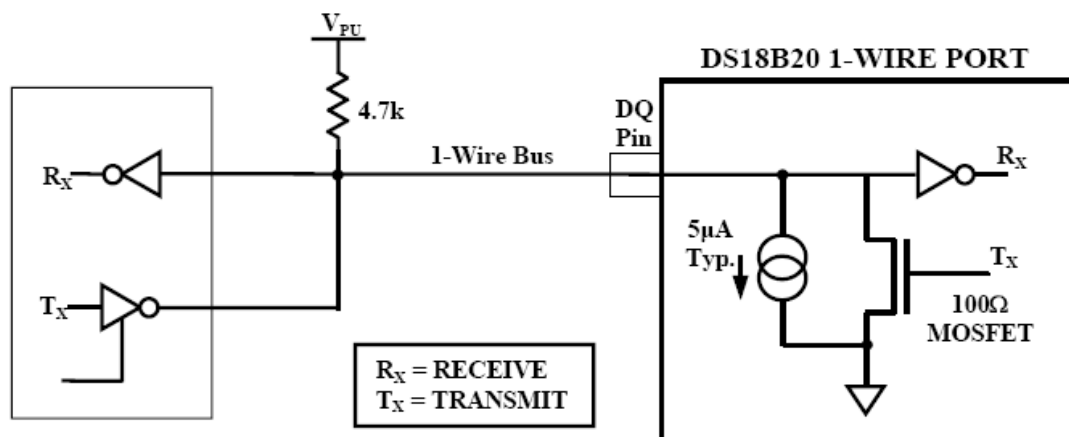 V_PU
DS18B20 1-WIRE PORT
4.7k
DQ
Pin
1-Wire Bus
R_X
R_X
5µA
Typ.
T_X
T_X
100Ω
MOSFET
R_X = RECEIVE
T_X = TRANSMIT